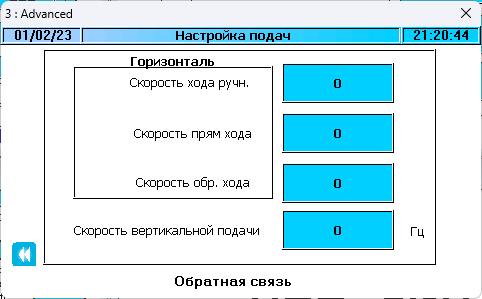 3 : Advanced
01/02/23 Настройка подач 21:20:44
Горизонталь
Скорость хода ручн. 0
Скорость прям хода 0
Скорость обр. хода 0
Скорость вертикальной подачи 0 Гц
Обратная связь